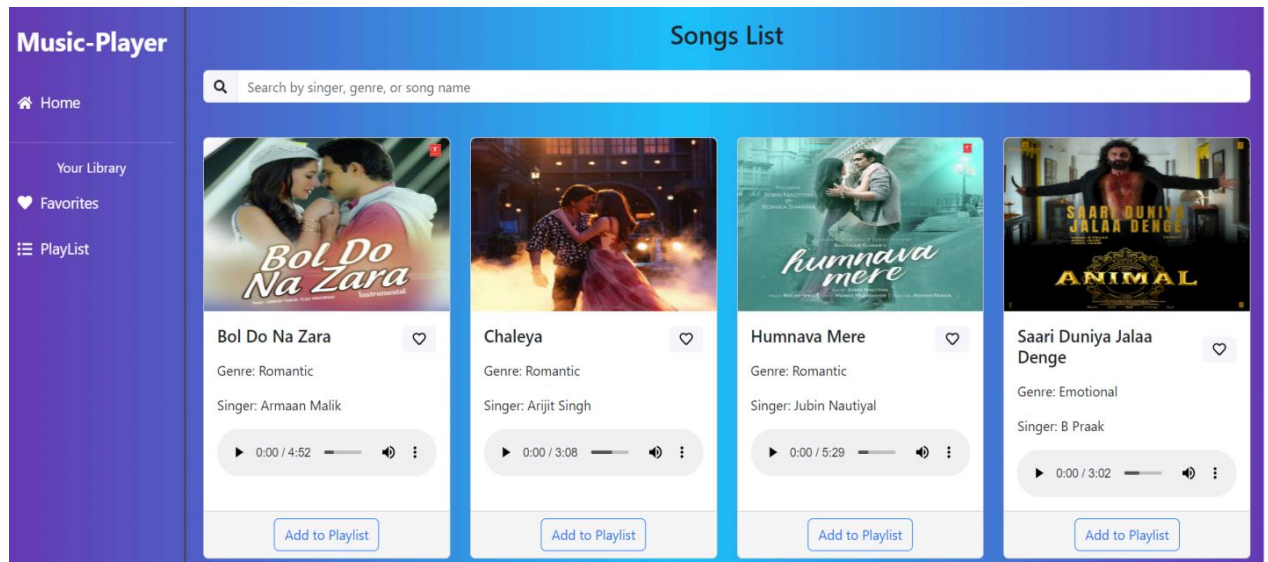 Music-Player
Home
Your Library
Favorites
PlayList
Songs List
Search by singer, genre, or song name
Bol Do
Na Zara
Instrumental
Bol Do Na Zara
Genre: Romantic
Singer: Armaan Malik
0:00 / 4:52
Add to Playlist
Chaleya
Genre: Romantic
Singer: Arijit Singh
0:00 / 3:08
Add to Playlist
JUBIN NAUTIYAL
humnava
mere
Humnava Mere
Genre: Romantic
Singer: Jubin Nautiyal
0:00 / 5:29
Add to Playlist
SAARI DUNIYA
JALAA DENGE
ANIMAL
Saari Duniya Jalaa
Denge
Genre: Emotional
Singer: B Praak
0:00 / 3:02
Add to Playlist